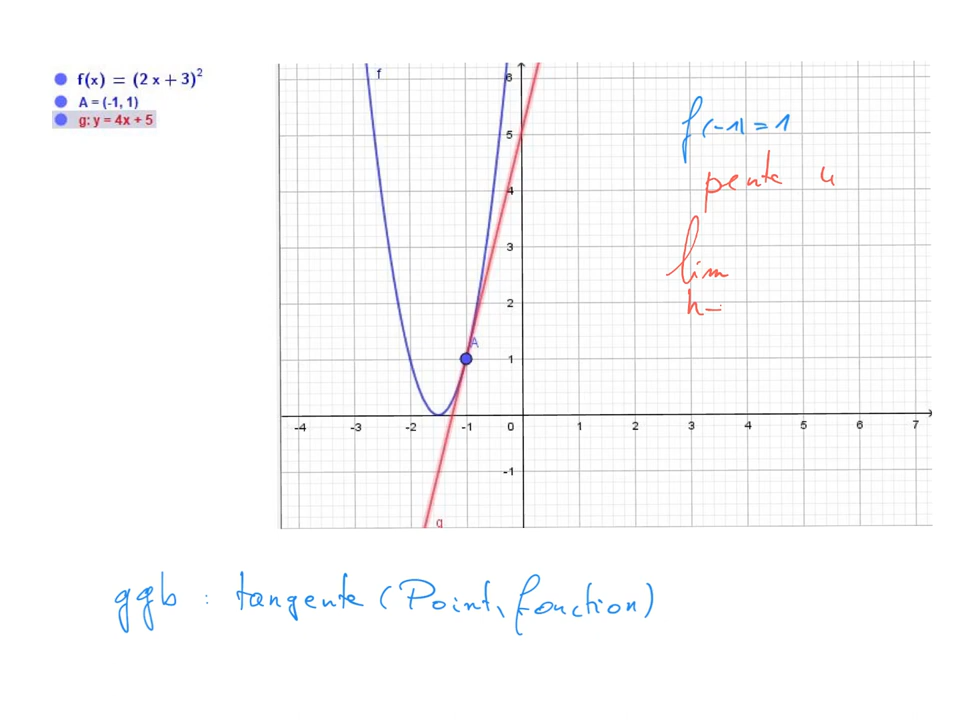 f(x) = (2 x + 3)²
A = (-1, 1)
g: y = 4x + 5
f
6
5
4
3
2
A
1
-4 -3 -2 -1 0 1 2 3 4 5 6 7
-1
g
f(-1) = 1
pente 4
lim
h-
ggb : tangente (Point, fonction)